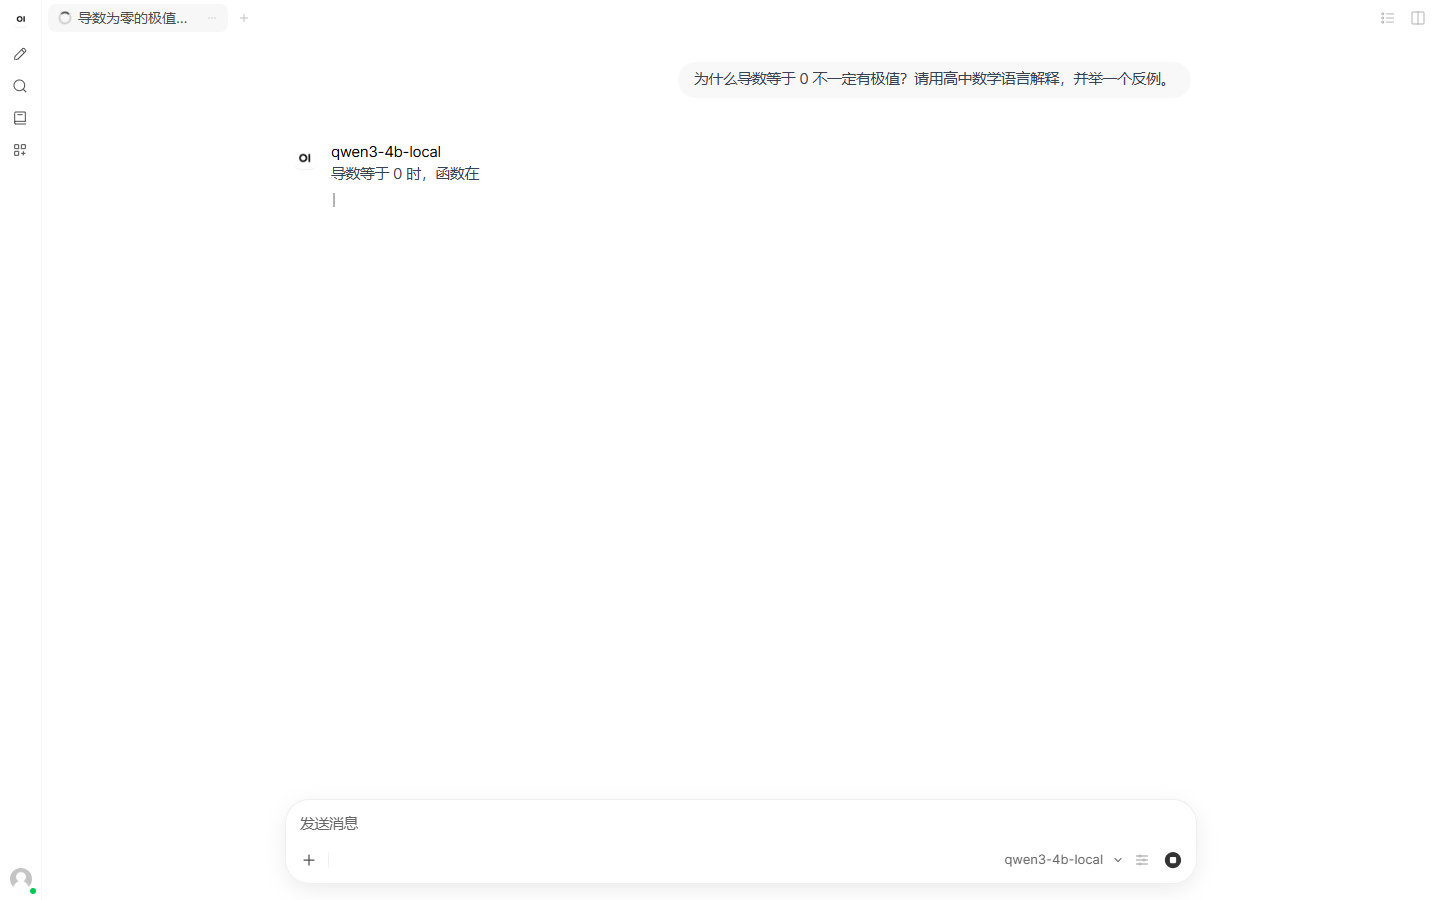 OI
导数为零的极值...
为什么导数等于 0 不一定有极值？请用高中数学语言解释，并举一个反例。
OI
qwen3-4b-local
导数等于 0 时，函数在
发送消息
qwen3-4b-local